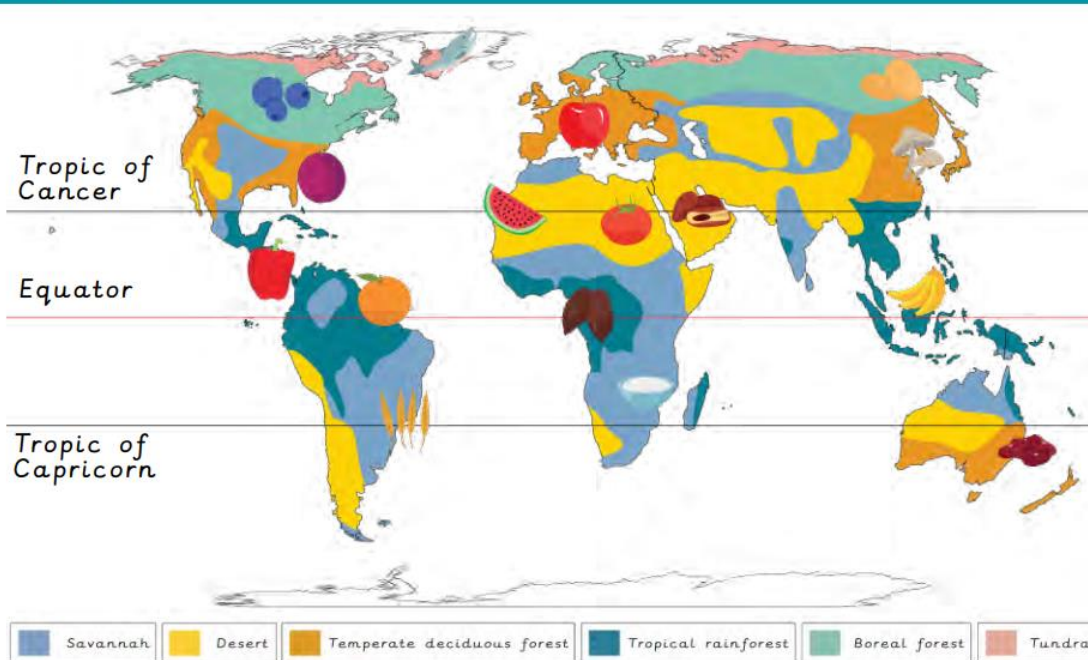 Tropic of
Cancer
Equator
Tropic of
Capricorn
Savannah
Desert
Temperate deciduous forest
Tropical rainforest
Boreal forest
Tundra